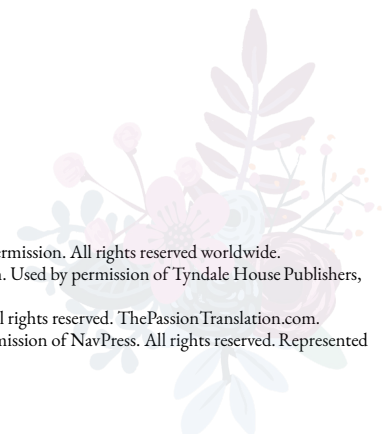 ermission. All rights reserved worldwide.
. Used by permission of Tyndale House Publishers,
l rights reserved. ThePassionTranslation.com.
mission of NavPress. All rights reserved. Represented